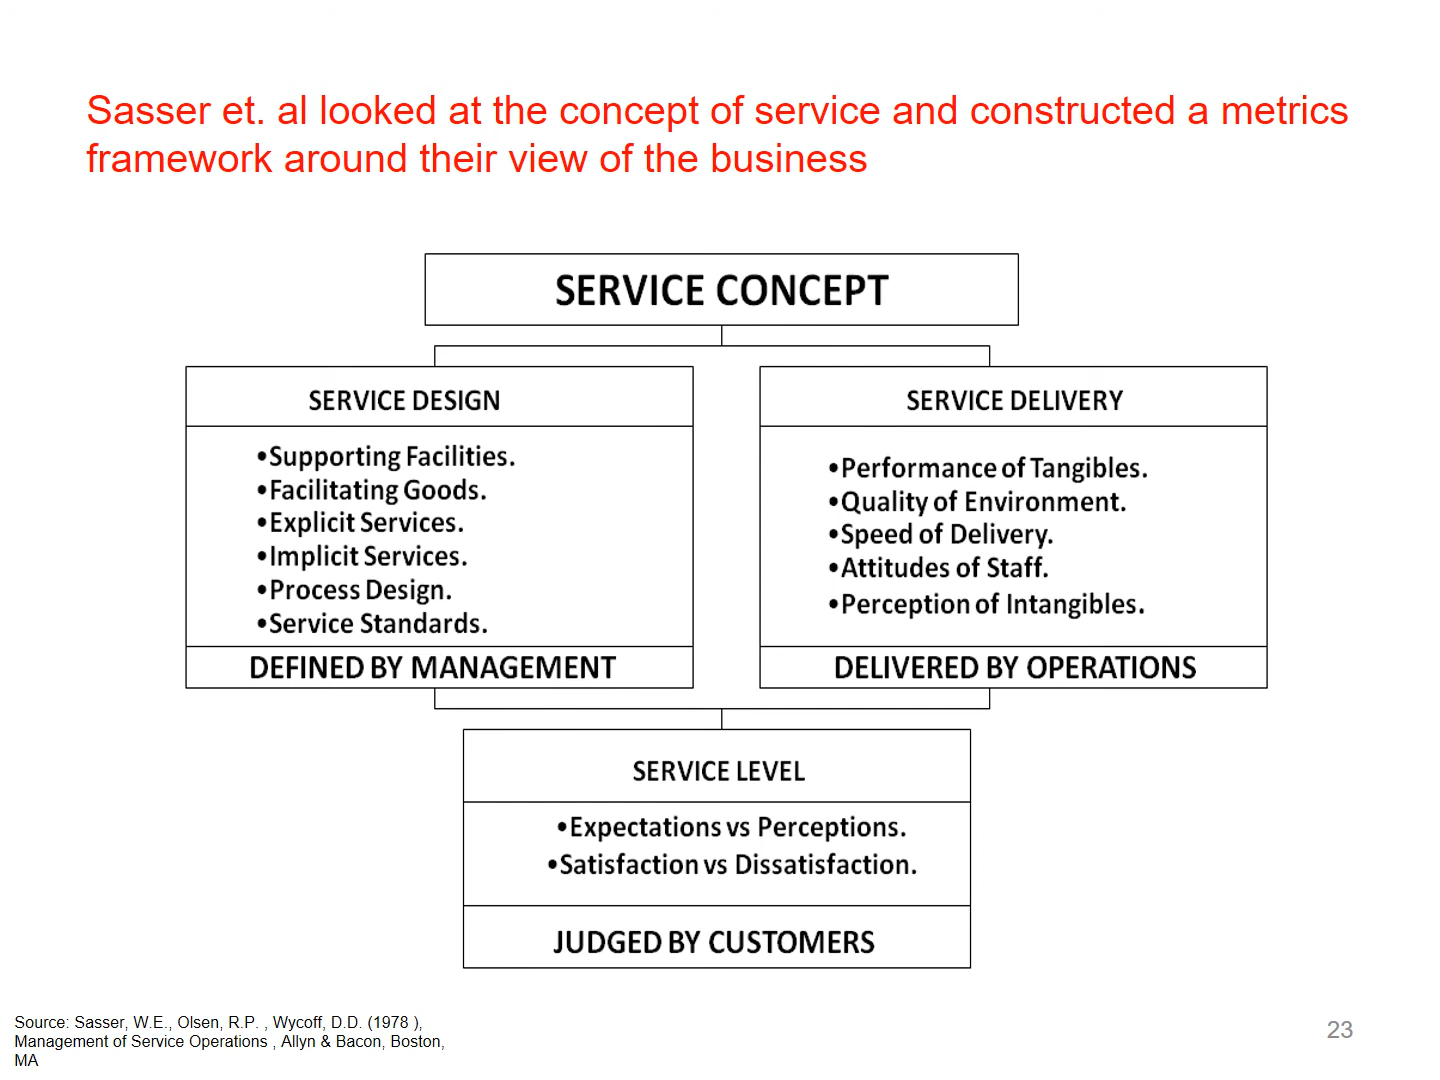 Sasser et. al looked at the concept of service and constructed a metrics
framework around their view of the business
SERVICE CONCEPT
SERVICE DESIGN
•Supporting Facilities.
•Facilitating Goods.
•Explicit Services.
•Implicit Services.
•Process Design.
•Service Standards.
DEFINED BY MANAGEMENT
SERVICE DELIVERY
•Performance of Tangibles.
•Quality of Environment.
•Speed of Delivery.
•Attitudes of Staff.
•Perception of Intangibles.
DELIVERED BY OPERATIONS
SERVICE LEVEL
•Expectations vs Perceptions.
•Satisfaction vs Dissatisfaction.
JUDGED BY CUSTOMERS
Source: Sasser, W.E., Olsen, R.P. , Wycoff, D.D. (1978 ),
Management of Service Operations , Allyn & Bacon, Boston,
MA
23